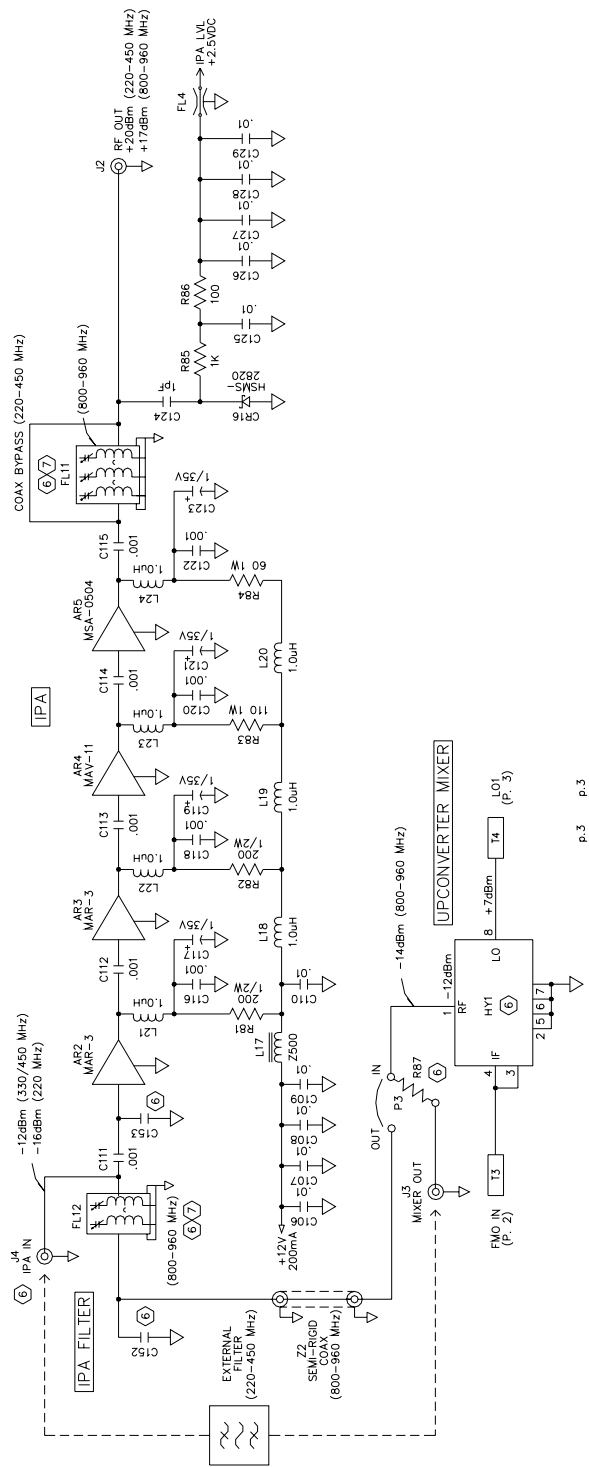 IPA
IPA FILTER
J4
IPA IN
6
-12dBm (330/450 MHz)
-16dBm (220 MHz)
C152
6
FL12
(800-960 MHz)
6 7
C111
.001
C153
6
AR2
MAR-3
C112
.001
AR3
MAR-3
C113
.001
AR4
MAV-11
C114
.001
AR5
MSA-0504
C115
.001
COAX BYPASS (220-450 MHz)
6 7
FL11
(800-960 MHz)
J2
RF OUT
+20dBm (220-450 MHz)
+17dBm (800-960 MHz)
L21
1.0uH
C116
.001
C117
1/35V
+
L22
1.0uH
C118
.001
C119
1/35V
+
L23
1.0uH
C120
.001
C121
1/35V
+
L24
1.0uH
C122
.001
C123
1/35V
+
R81
200
1/2W
R82
200
1/2W
R83
110 1W
R84
60 1W
+12V
200mA
C106
.01
C107
.01
C108
.01
C109
.01
L17
Z500
C110
.01
L18
1.0uH
L19
1.0uH
L20
1.0uH
C124
1pF
CR16
HSMS-
2820
R85
1K
C125
.01
R86
100
C126
.01
C127
.01
C128
.01
C129
.01
FL4
IPA LVL
+2.5VDC
EXTERNAL
FILTER
(220-450 MHz)
Z2
SEMI-RIGID
COAX
(800-960 MHz)
J3
MIXER OUT
OUT
IN
P3
R87
6
-14dBm (800-960 MHz)
UPCONVERTER MIXER
-12dBm
1
RF
HY1
6
IF
4
3
LO
8
+7dBm
2
5
6
7
T3
FMO IN
(P. 2)
T4
LO1
(P. 3)
p.3
p.3